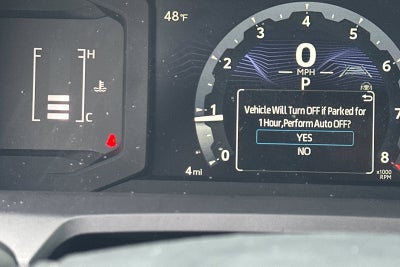 48°F
F H
C
4
3
5
2
6
1
7
0
8
0
MPH
P
Vehicle Will Turn OFF if Parked for
1 Hour,Perform Auto OFF?
YES
NO
4 mi
x1000
RPM